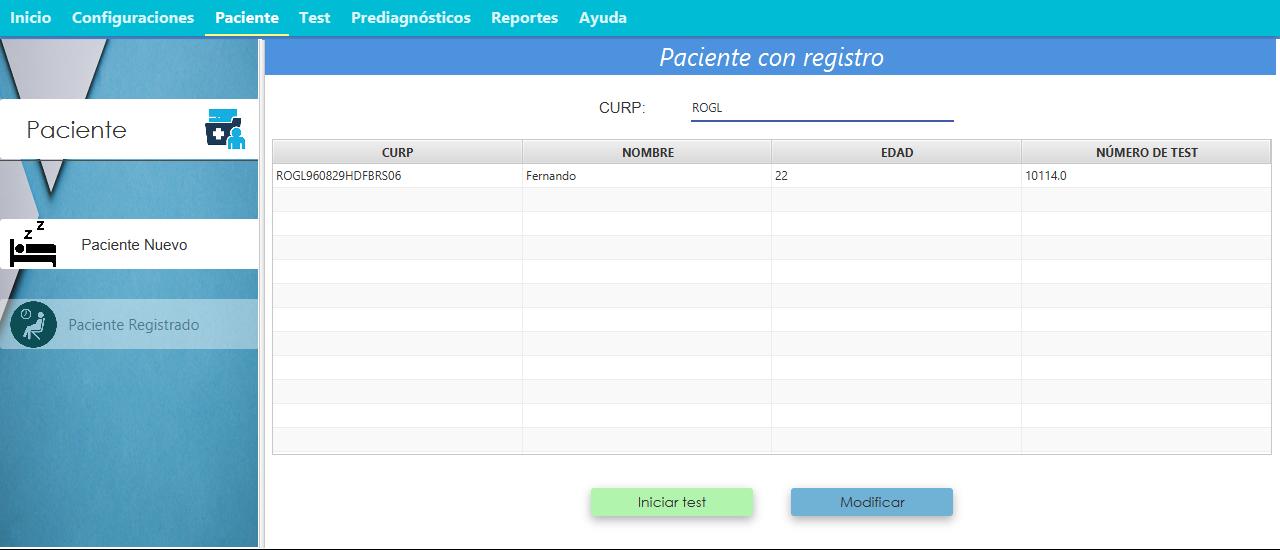 Inicio Configuraciones Paciente Test Prediagnósticos Reportes Ayuda
Paciente con registro
CURP: ROGL
Paciente
CURP NOMBRE EDAD NÚMERO DE TEST
ROGL960829HDFBRS06 Fernando 22 10114.0
z z
Paciente Nuevo
Paciente Registrado
Iniciar test Modificar